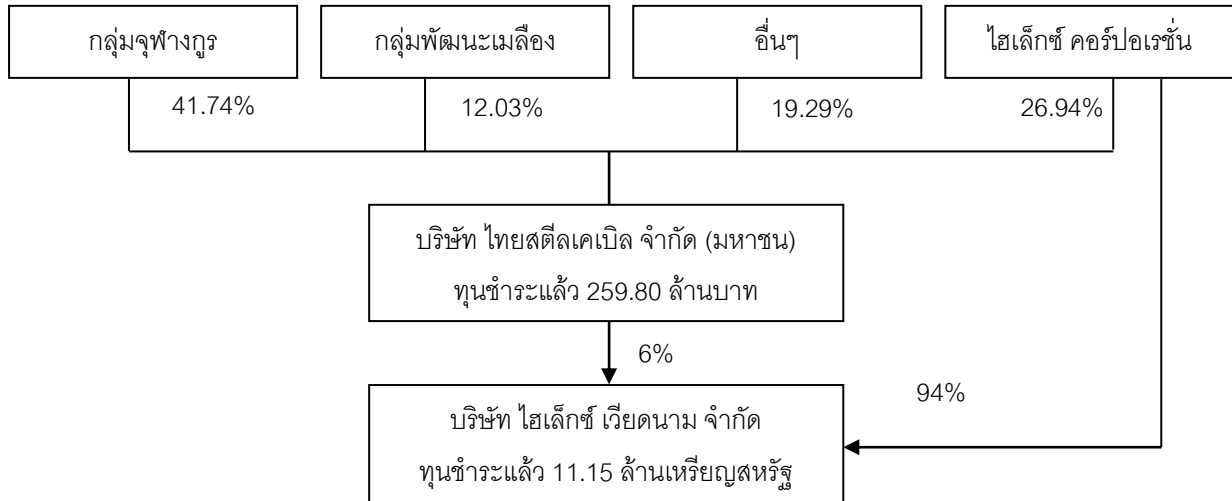 กลุ่มจุฬางกูร
กลุ่มพัฒนะเมลือง
อื่นๆ
ไฮเล็กซ์ คอร์ปอเรชั่น
41.74%
12.03%
19.29%
26.94%
บริษัท ไทยสตีลเคเบิล จำกัด (มหาชน)
ทุนชำระแล้ว 259.80 ล้านบาท
6%
94%
บริษัท ไฮเล็กซ์ เวียดนาม จำกัด
ทุนชำระแล้ว 11.15 ล้านเหรียญสหรัฐ